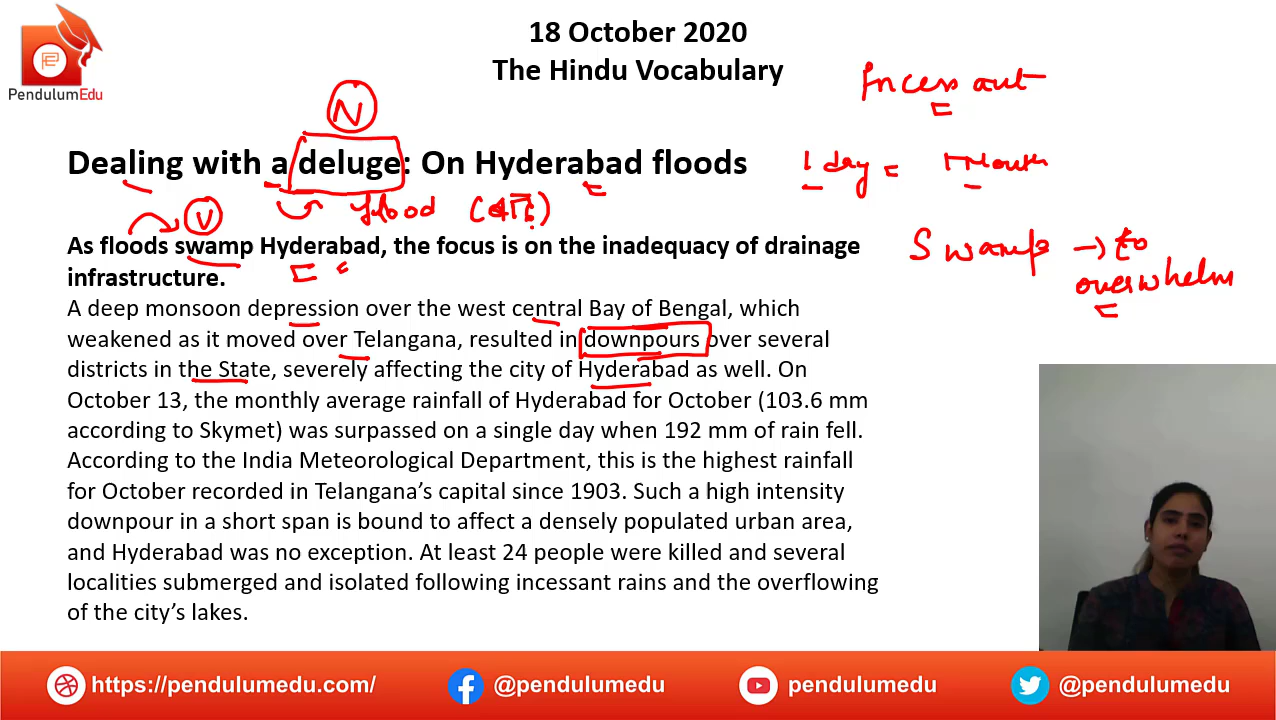 18 October 2020
The Hindu Vocabulary
PendulumEdu
Incessant
N
Dealing with a deluge: On Hyderabad floods
1 day = 1 Month
flood (बाढ़)
V
As floods swamp Hyderabad, the focus is on the inadequacy of drainage
infrastructure.
Swamp → to
overwhelm
A deep monsoon depression over the west central Bay of Bengal, which
weakened as it moved over Telangana, resulted in downpours over several
districts in the State, severely affecting the city of Hyderabad as well. On
October 13, the monthly average rainfall of Hyderabad for October (103.6 mm
according to Skymet) was surpassed on a single day when 192 mm of rain fell.
According to the India Meteorological Department, this is the highest rainfall
for October recorded in Telangana’s capital since 1903. Such a high intensity
downpour in a short span is bound to affect a densely populated urban area,
and Hyderabad was no exception. At least 24 people were killed and several
localities submerged and isolated following incessant rains and the overflowing
of the city’s lakes.
https://pendulumedu.com/
@pendulumedu
pendulumedu
@pendulumedu